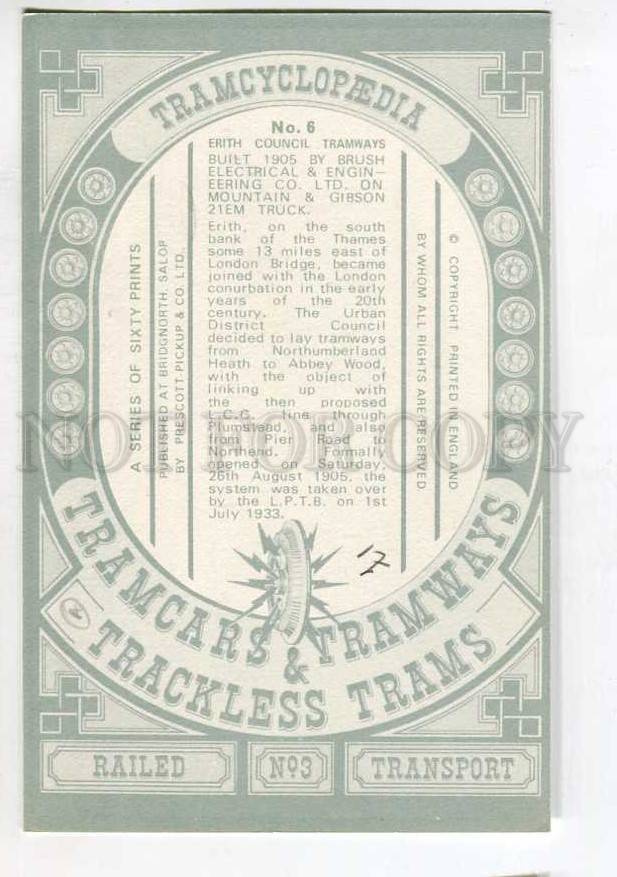 TRAMCYCLOPÆDIA
No. 6
ERITH COUNCIL TRAMWAYS
BUILT 1905 BY BRUSH
ELECTRICAL & ENGIN-
EERING CO. LTD. ON
MOUNTAIN & GIBSON
21EM TRUCK.
Erith, on the south
bank of the Thames
some 13 miles east of
London Bridge, became
joined with the London
conurbation in the early
years of the 20th
century. The Urban
District Council
decided to lay tramways
from Northumberland
Heath to Abbey Wood,
with the object of
linking up with
the then proposed
L.C.C. line through
Plumstead, and also
from Pier Road to
Northend. Formally
opened on Saturday,
26th August 1905, the
system was taken over
by the L.P.T.B. on 1st
July 1933.
A SERIES OF SIXTY PRINTS
PUBLISHED AT BRIDGNORTH, SALOP
BY PRESCOTT-PICKUP & CO. LTD.
© COPYRIGHT PRINTED IN ENGLAND
BY WHOM ALL RIGHTS ARE RESERVED
NOT FOR COPY
17
TRAMCARS & TRAMWAYS
TRACKLESS TRAMS
RAILED Nº3 TRANSPORT